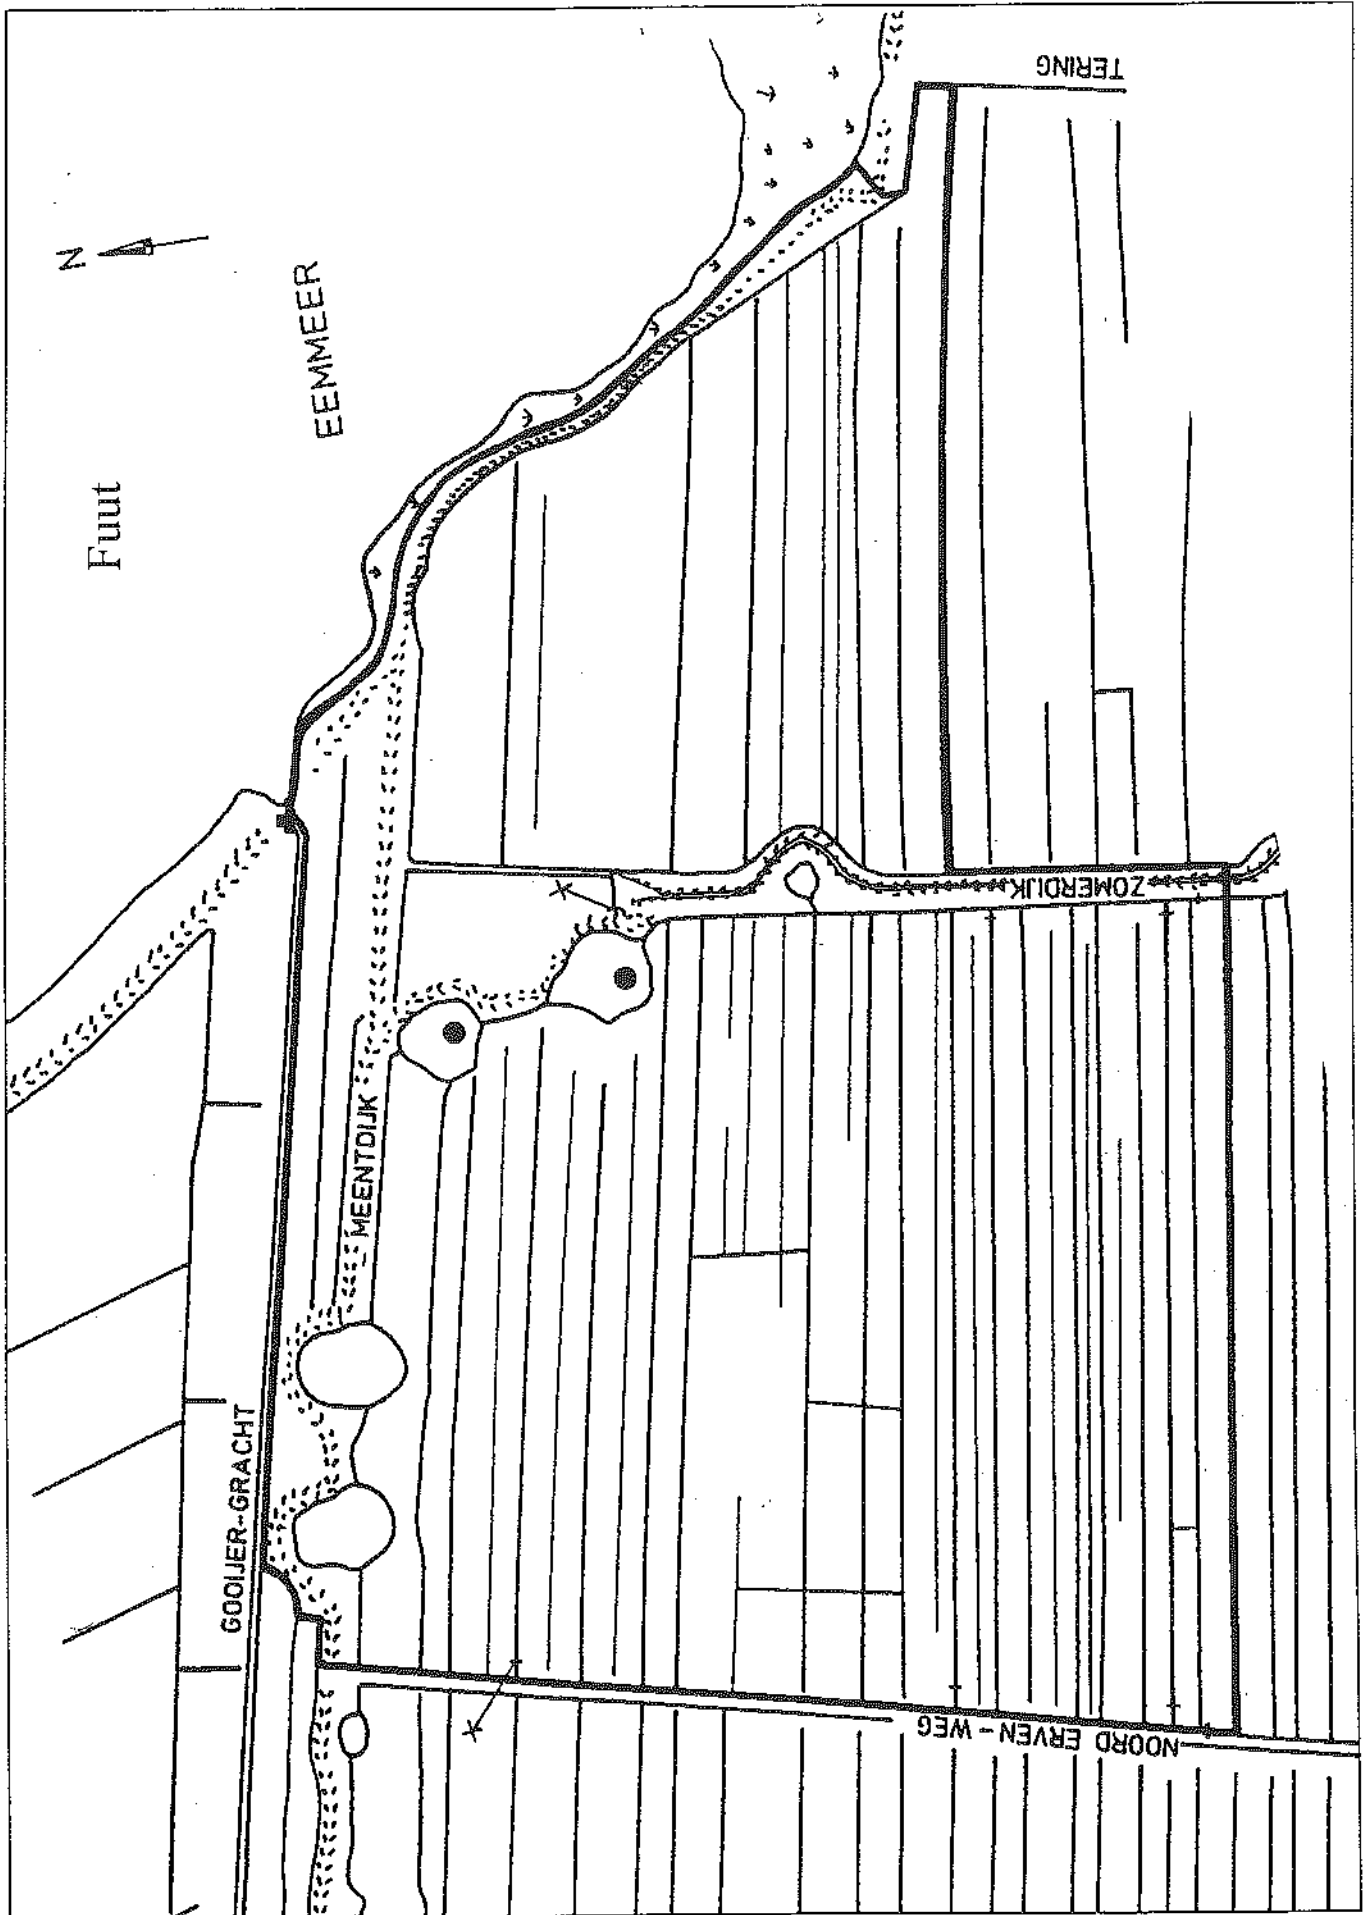 Fuut
N
EEMMEER
TERING
GOOIJER-GRACHT
MEENTDIJK
ZOMERDIJK
NOORD ERVEN-WEG